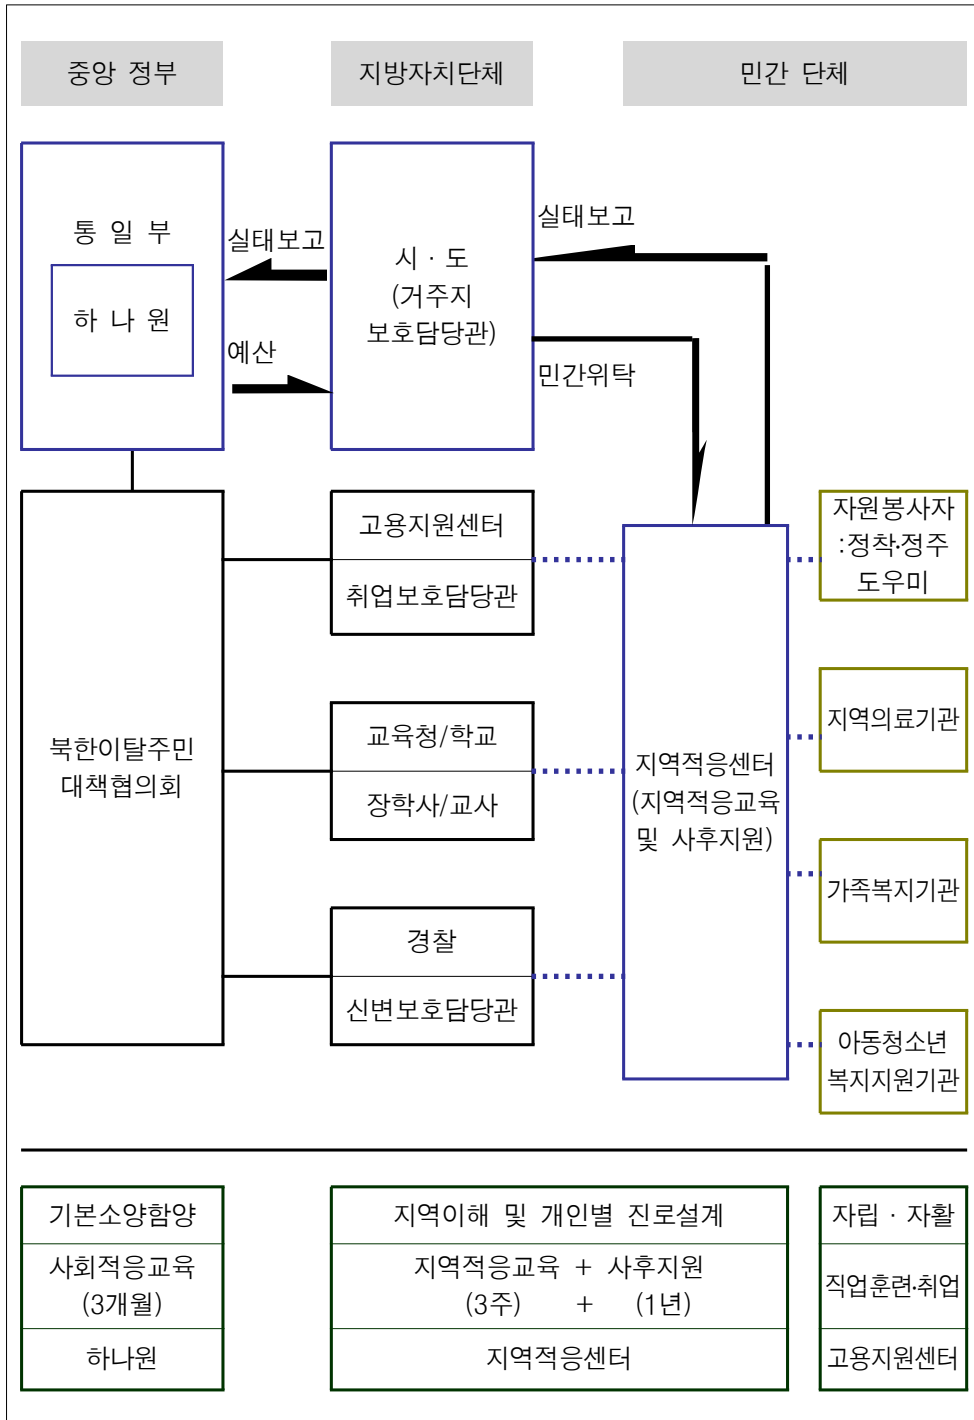 중앙 정부
지방자치단체
민간 단체
통 일 부
하 나 원
실태보고
예산
시 · 도
(거주지
보호담당관)
실태보고
민간위탁
북한이탈주민
대책협의회
고용지원센터
취업보호담당관
교육청/학교
장학사/교사
경찰
신변보호담당관
지역적응센터
(지역적응교육
및 사후지원)
자원봉사자
:정착·정주
도우미
지역의료기관
가족복지기관
아동청소년
복지지원기관
기본소양함양
사회적응교육
(3개월)
하나원
지역이해 및 개인별 진로설계
지역적응교육 + 사후지원
(3주) + (1년)
지역적응센터
자립 · 자활
직업훈련·취업
고용지원센터